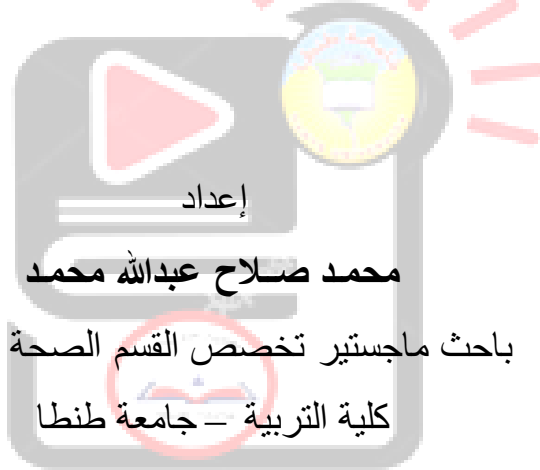 إعداد
محمد صلاح عبدالله محمد
باحث ماجستير تخصص القسم الصحة
كلية التربية – جامعة طنطا